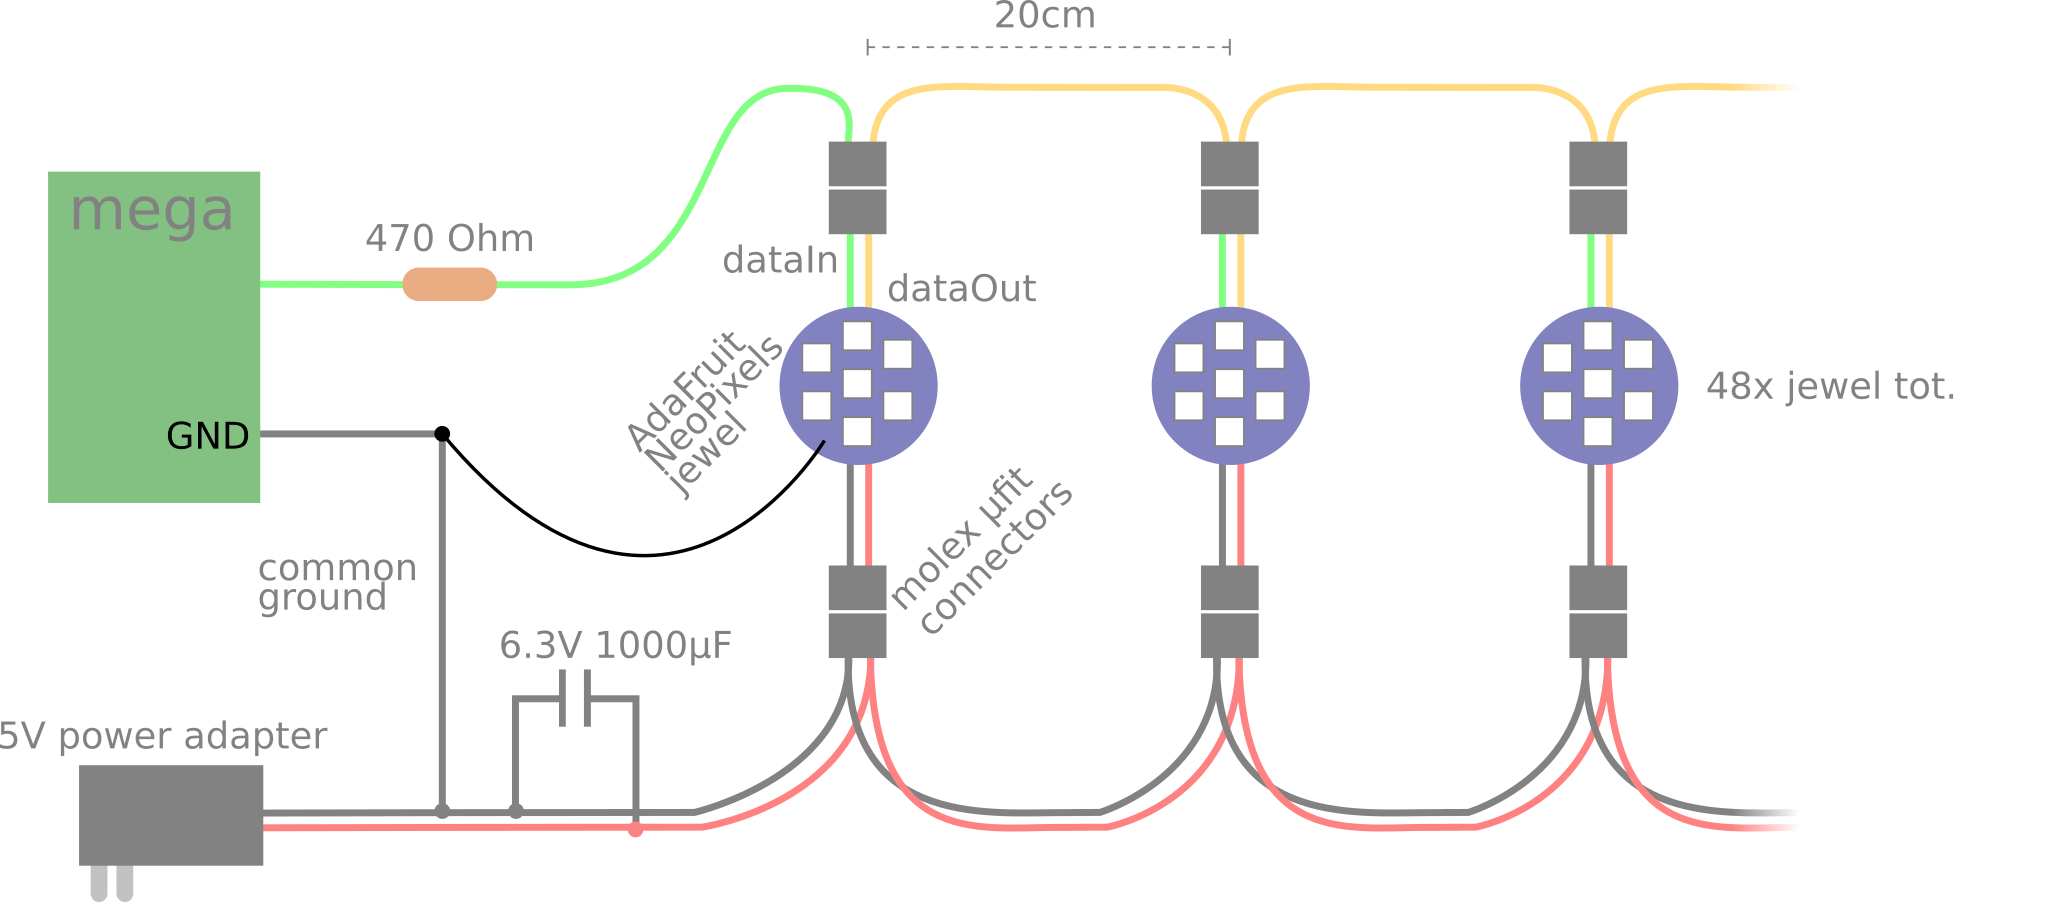 20cm
mega
470 Ohm
dataIn
dataOut
AdaFruit
NeoPixels
jewel
48x jewel tot.
GND
molex µfit
connectors
common
ground
6.3V 1000µF
5V power adapter